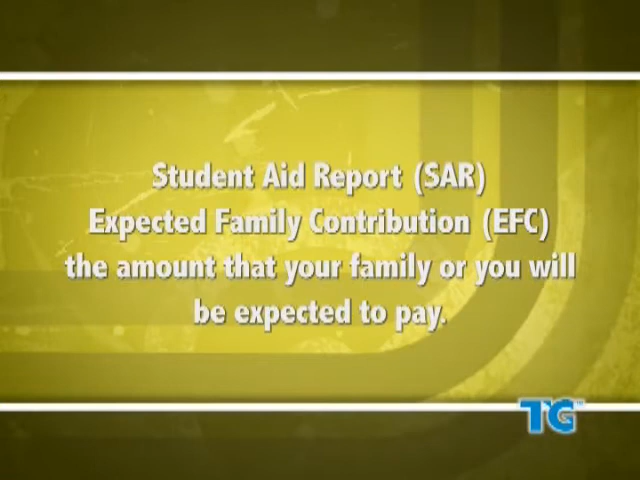 Student Aid Report (SAR)
Expected Family Contribution (EFC)
the amount that your family or you will
be expected to pay.
TG™